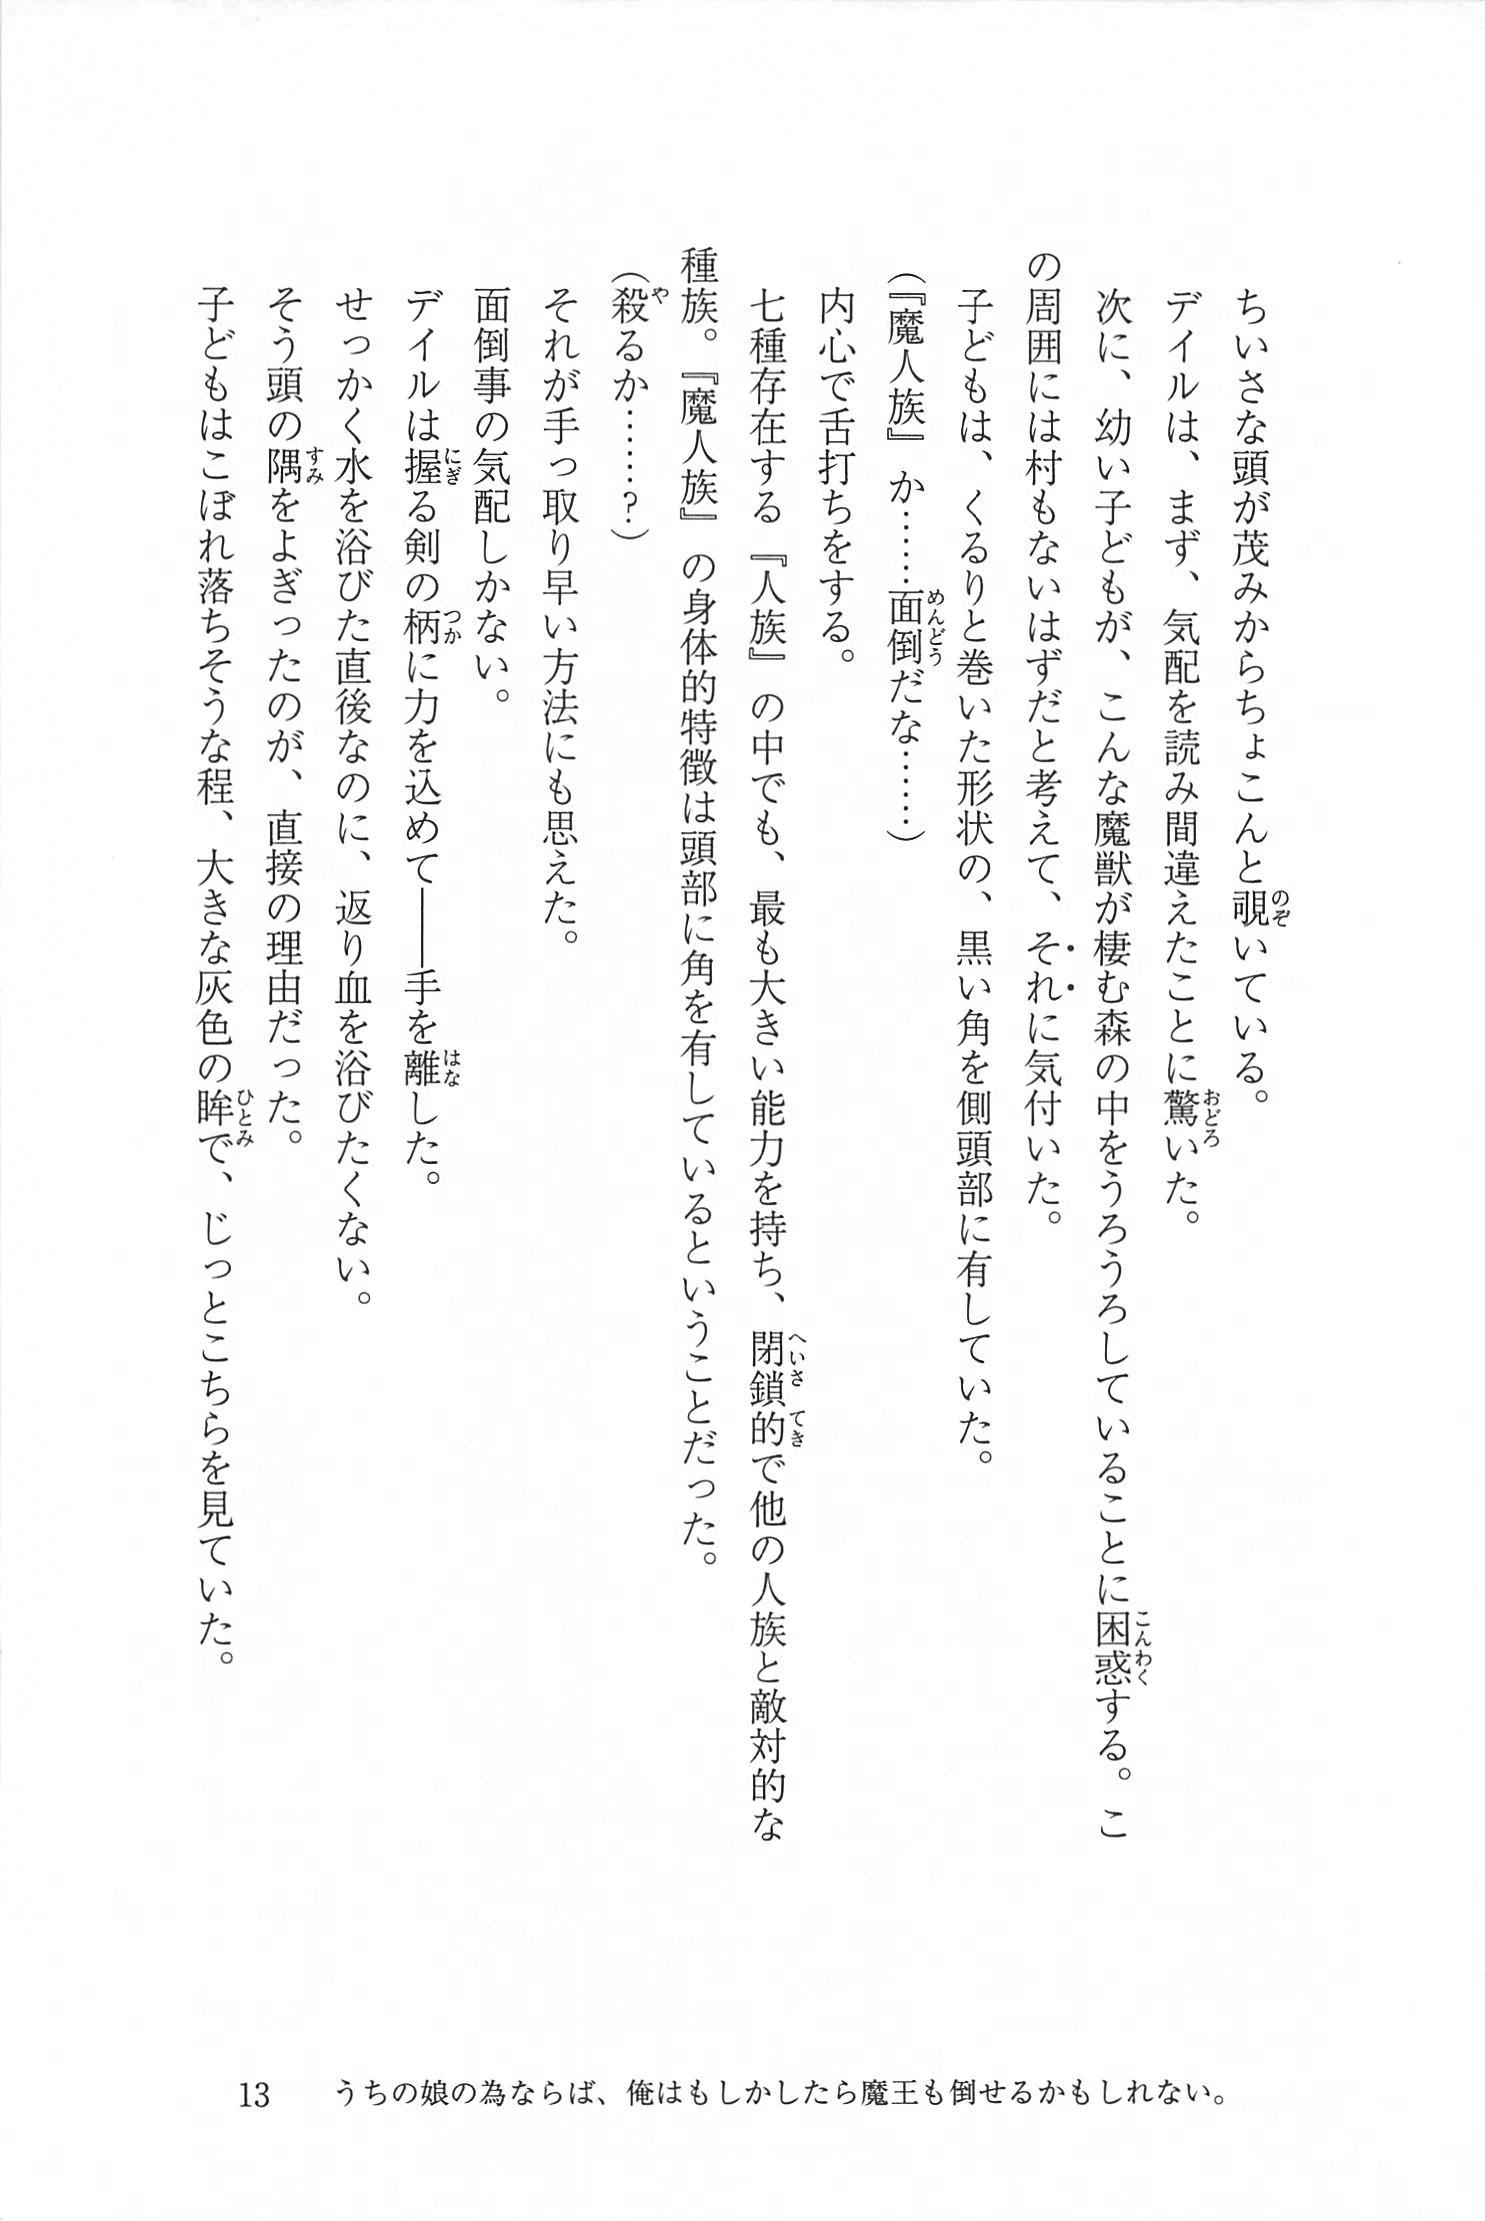 ちいさな頭が茂みからちょこんと覗いている。
デイルは、まず、気配を読み間違えたことに驚いた。
次に、幼い子どもが、こんな魔獣が棲む森の中をうろうろしていることに困惑する。こ
の周囲には村もないはずだと考えて、それに気付いた。
子どもは、くるりと巻いた形状の、黒い角を側頭部に有していた。
(『魔人族』か……面倒だな……)
内心で舌打ちをする。
七種存在する『人族』の中でも、最も大きい能力を持ち、閉鎖的で他の人族と敵対的な
種族。『魔人族』の身体的特徴は頭部に角を有しているということだった。
(殺るか……?)
それが手っ取り早い方法にも思えた。
面倒事の気配しかない。
デイルは握る剣の柄に力を込めて――手を離した。
せっかく水を浴びた直後なのに、返り血を浴びたくない。
そう頭の隅をよぎったのが、直接の理由だった。
子どもはこぼれ落ちそうな程、大きな灰色の眸で、じっとこちらを見ていた。
13 うちの娘の為ならば、俺はもしかしたら魔王も倒せるかもしれない。